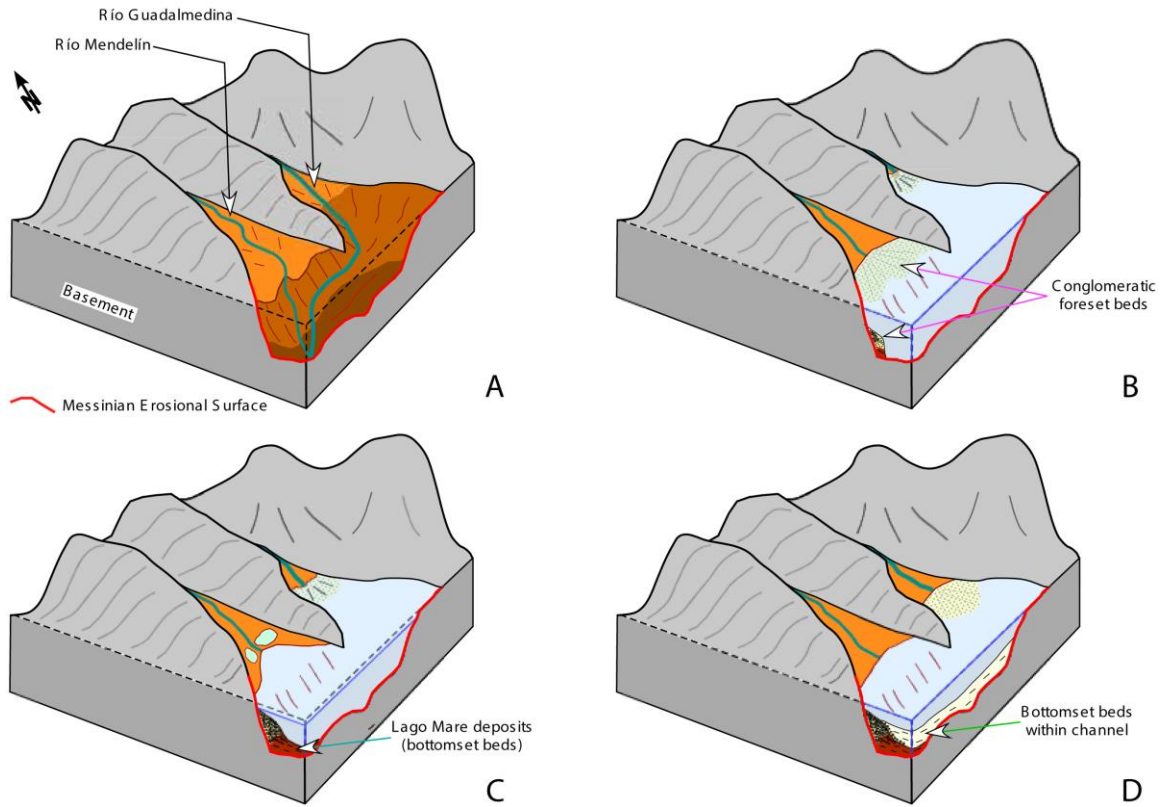 Río Guadalmedina
Río Mendelín
N
Basement
A
Messinian Erosional Surface
Conglomeratic
foreset beds
B
Lago Mare deposits
(bottomset beds)
C
Bottomset beds
within channel
D